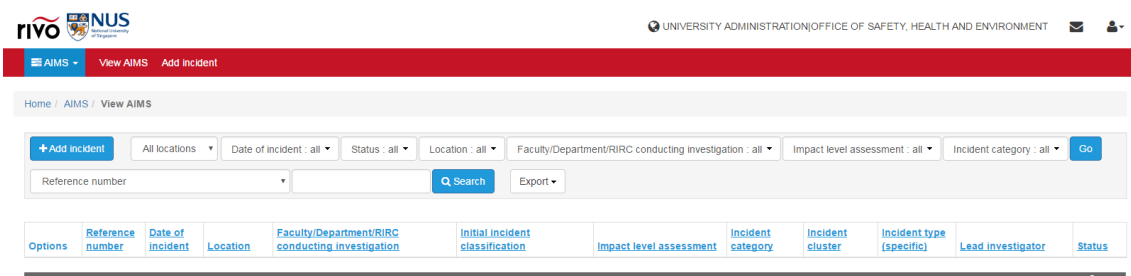 rivo NUS
National University
of Singapore
UNIVERSITY ADMINISTRATION|OFFICE OF SAFETY, HEALTH AND ENVIRONMENT
AIMS View AIMS Add incident
Home / AIMS / View AIMS
+ Add incident All locations Date of incident : all Status : all Location : all Faculty/Department/RIRC conducting investigation : all Impact level assessment : all Incident category : all Go
Reference number Search Export
Options Reference number Date of incident Location Faculty/Department/RIRC conducting investigation Initial incident classification Impact level assessment Incident category Incident cluster Incident type (specific) Lead investigator Status